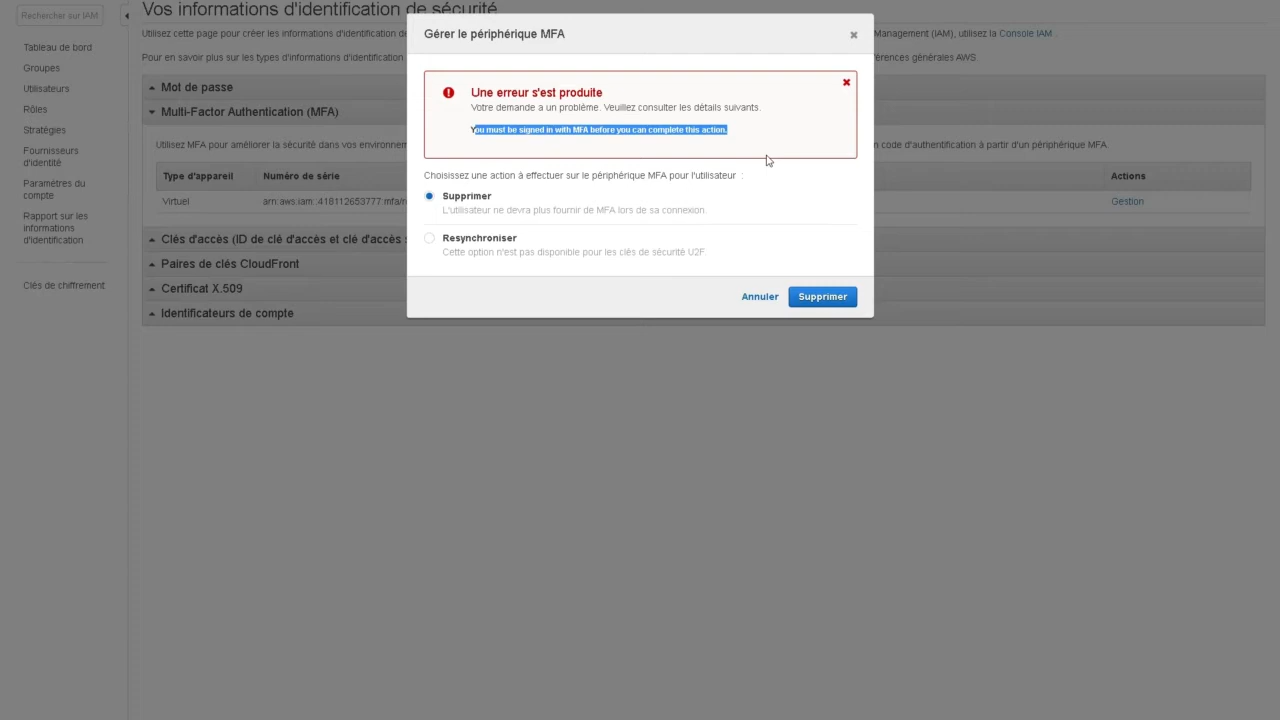 Rechercher sur IAM
Vos informations d'identification de sécurité
Utilisez cette page pour créer les informations d'identification de
Management (IAM), utilisez la Console IAM .
Pour en savoir plus sur les types d'informations d'identification
érences générales AWS.
Tableau de bord
Groupes
Utilisateurs
Rôles
Stratégies
Fournisseurs
d'identité
Paramètres du
compte
Rapport sur les
informations
d'identification
Clés de chiffrement
Mot de passe
Multi-Factor Authentication (MFA)
Utilisez MFA pour améliorer la sécurité dans vos environnem
code d'authentification à partir d'un périphérique MFA.
Type d'appareil
Numéro de série
Actions
Virtuel
arn:aws:iam::418112653777:mfa/r
Gestion
Clés d'accès (ID de clé d'accès et clé d'accès s
Paires de clés CloudFront
Certificat X.509
Identificateurs de compte
Gérer le périphérique MFA
Une erreur s'est produite
Votre demande a un problème. Veuillez consulter les détails suivants.
You must be signed in with MFA before you can complete this action.
Choisissez une action à effectuer sur le périphérique MFA pour l'utilisateur :
Supprimer
L'utilisateur ne devra plus fournir de MFA lors de sa connexion.
Resynchroniser
Cette option n'est pas disponible pour les clés de sécurité U2F.
Annuler
Supprimer